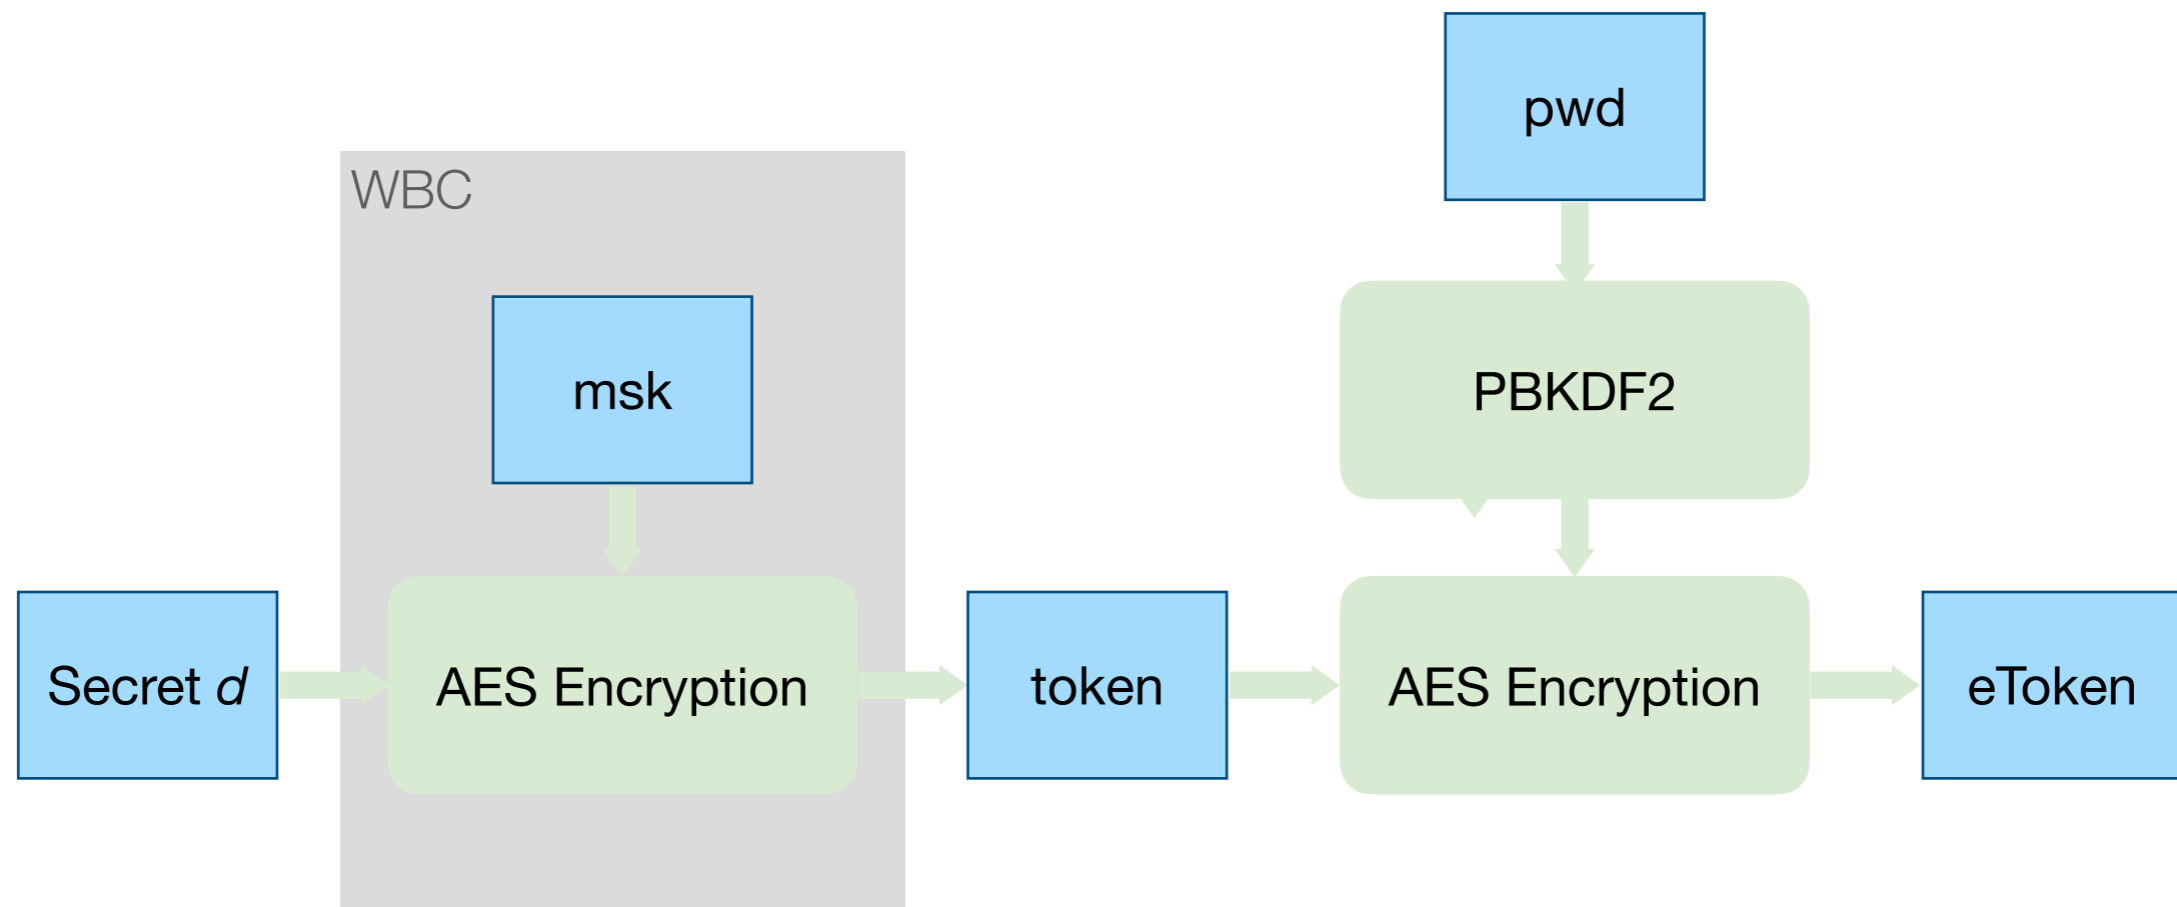 pwd
WBC
msk
PBKDF2
Secret d
AES Encryption
token
AES Encryption
eToken